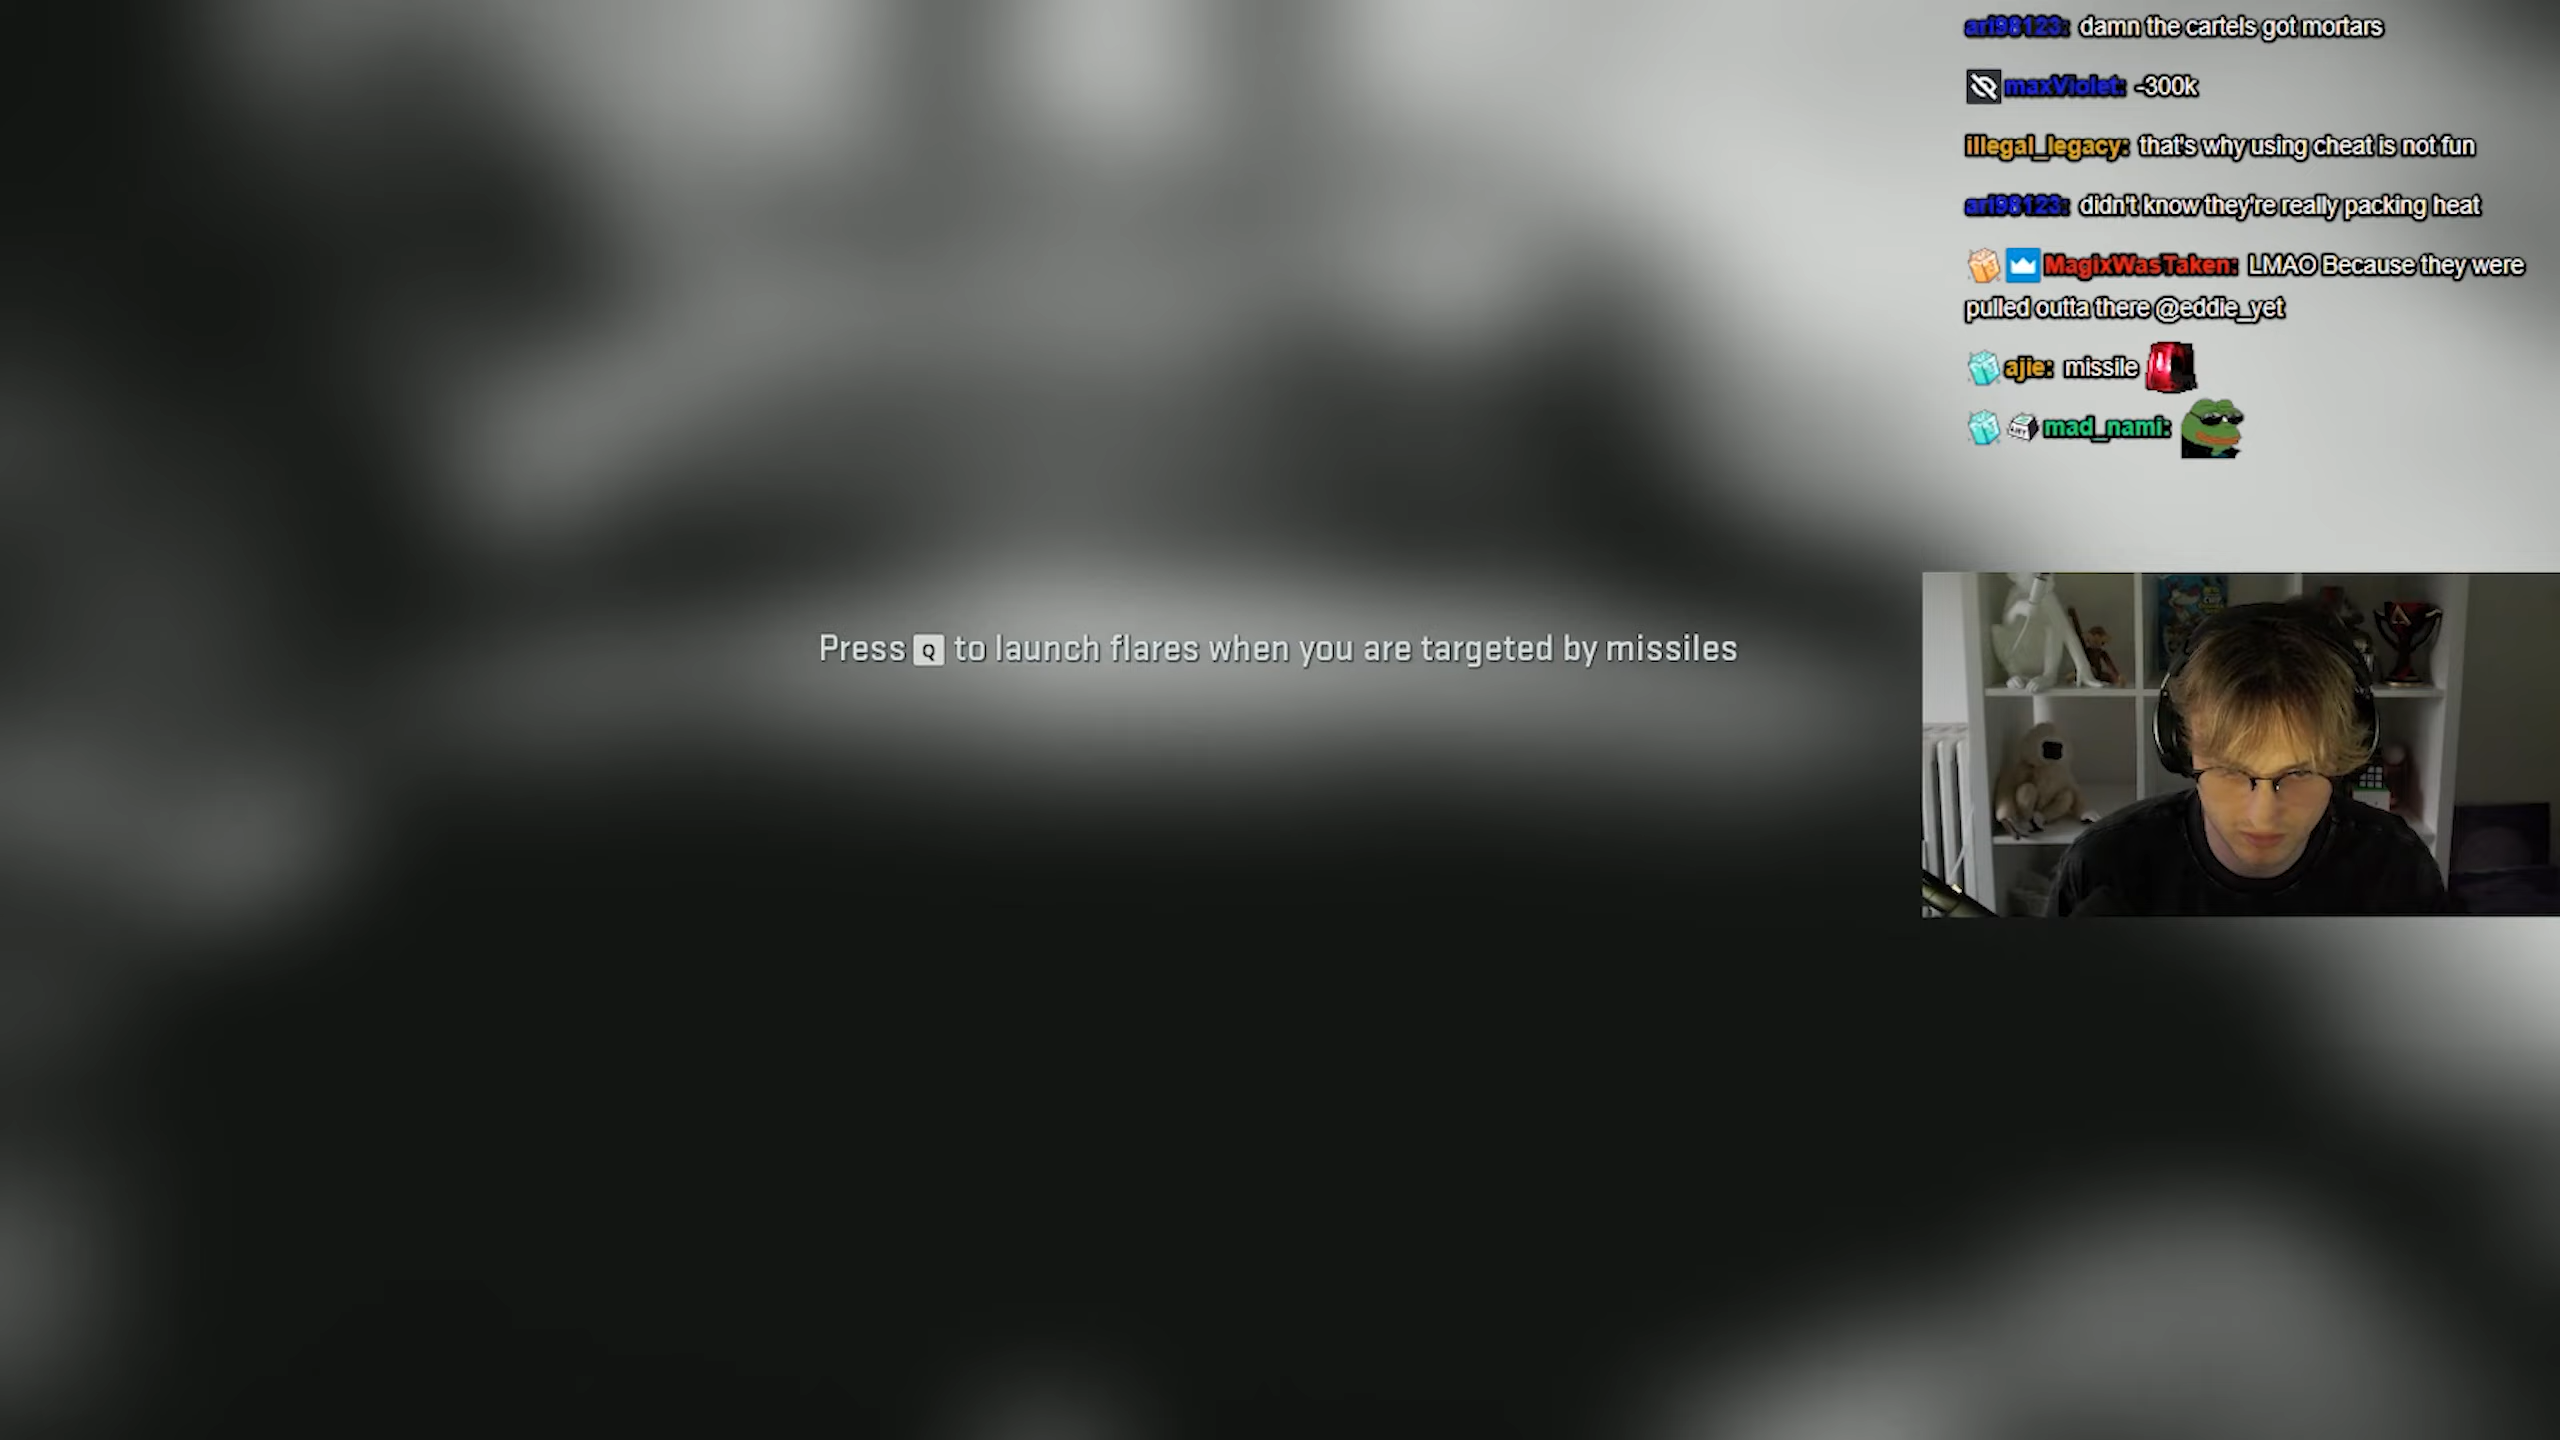 ari98123: damn the cartels got mortars
maxViolet: -300k
illegal_legacy: that's why using cheat is not fun
ari98123: didn't know they're really packing heat
MagixWasTaken: LMAO Because they were
pulled outta there @eddie_yet
ajie: missile
mad_nami:
Press Q to launch flares when you are targeted by missiles